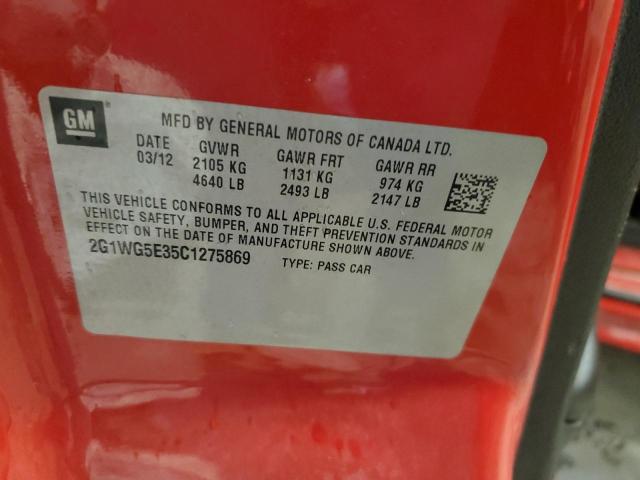 GM
MFD BY GENERAL MOTORS OF CANADA LTD.
DATE GVWR GAWR FRT GAWR RR
03/12 2105 KG 1131 KG 974 KG
4640 LB 2493 LB 2147 LB
THIS VEHICLE CONFORMS TO ALL APPLICABLE U.S. FEDERAL MOTOR
VEHICLE SAFETY, BUMPER, AND THEFT PREVENTION STANDARDS IN
EFFECT ON THE DATE OF MANUFACTURE SHOWN ABOVE.
2G1WG5E35C1275869 TYPE: PASS CAR